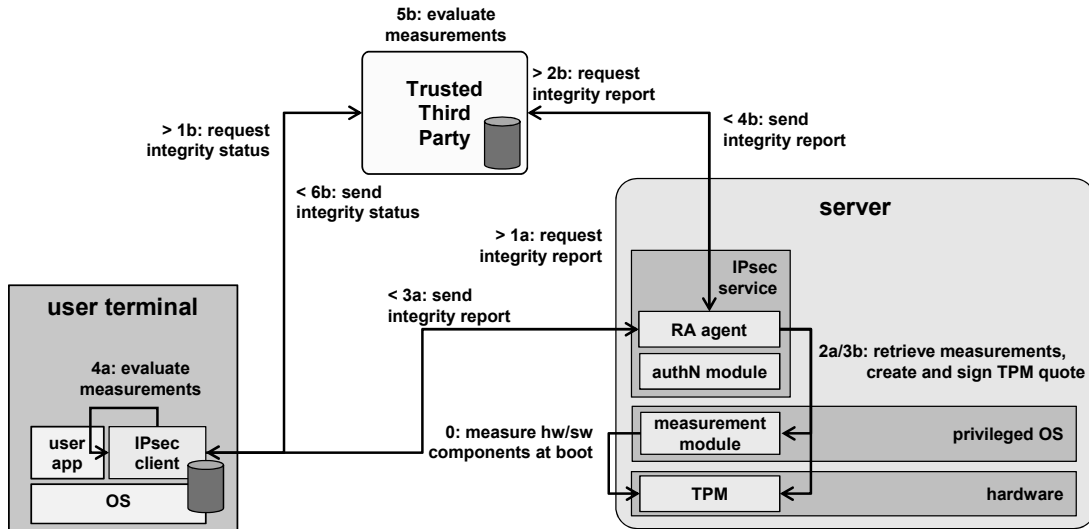 5b: evaluate
measurements
Trusted
Third
Party
> 2b: request
integrity report
> 1b: request
integrity status
< 4b: send
integrity report
< 6b: send
integrity status
server
> 1a: request
integrity report
IPsec
service
user terminal
< 3a: send
integrity report
RA agent
4a: evaluate
measurements
2a/3b: retrieve measurements,
create and sign TPM quote
authN module
user
app
IPsec
client
0: measure hw/sw
components at boot
measurement
module
privileged OS
OS
TPM
hardware